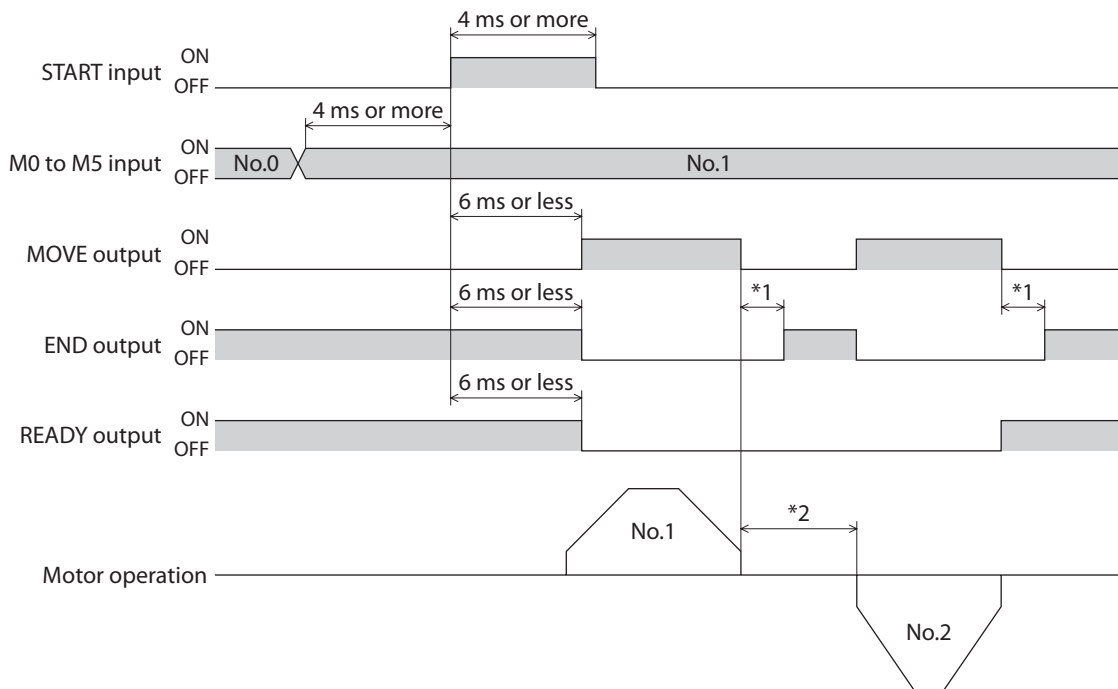 4 ms or more
START input
ON
OFF
4 ms or more
M0 to M5 input
ON
OFF
No.0
No.1
6 ms or less
MOVE output
ON
OFF
6 ms or less
*1
*1
END output
ON
OFF
6 ms or less
READY output
ON
OFF
No.1
*2
Motor operation
No.2